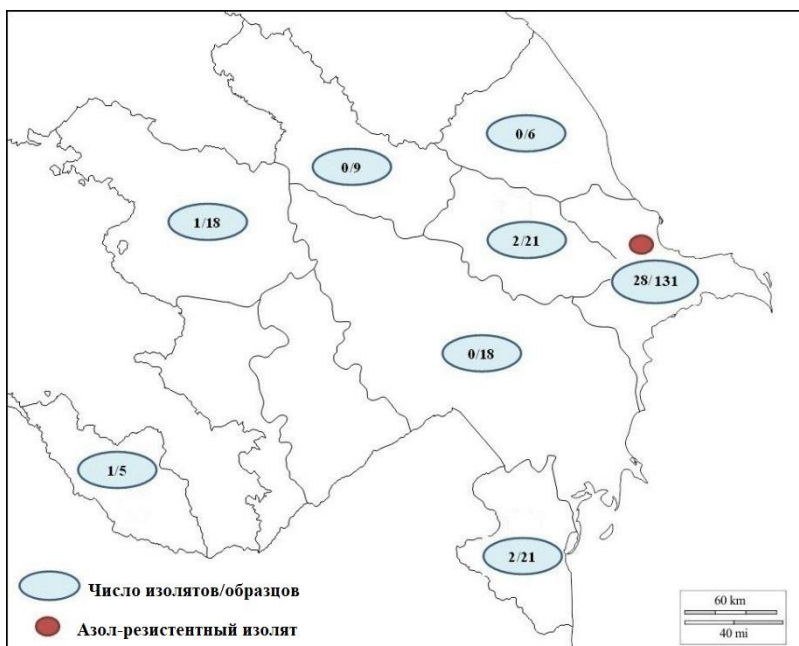 0/6
0/9
1/18
2/21
28/131
0/18
1/5
2/21
Число изолятов/образцов
Азол-резистентный изолят
60 km
40 mi